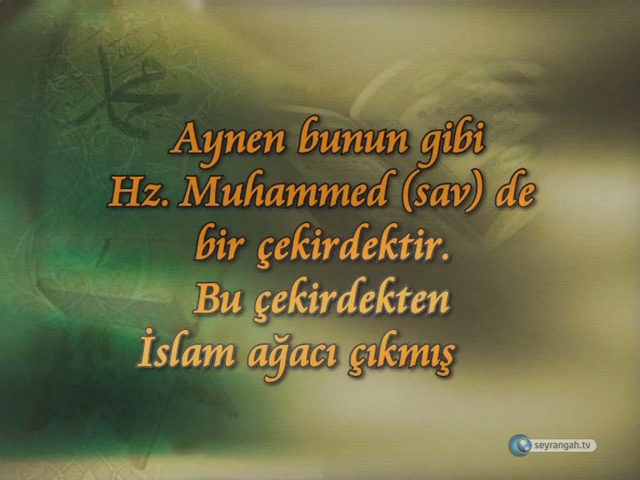 Aynen bunun gibi
Hz. Muhammed (sav) de
bir çekirdektir.
Bu çekirdekten
İslam ağacı çıkmış
seyrangah.tv